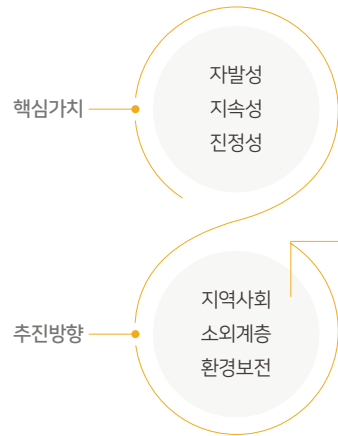 자발성
핵심가치
지속성
진정성
지역사회
추진방향
소외계층
환경보전